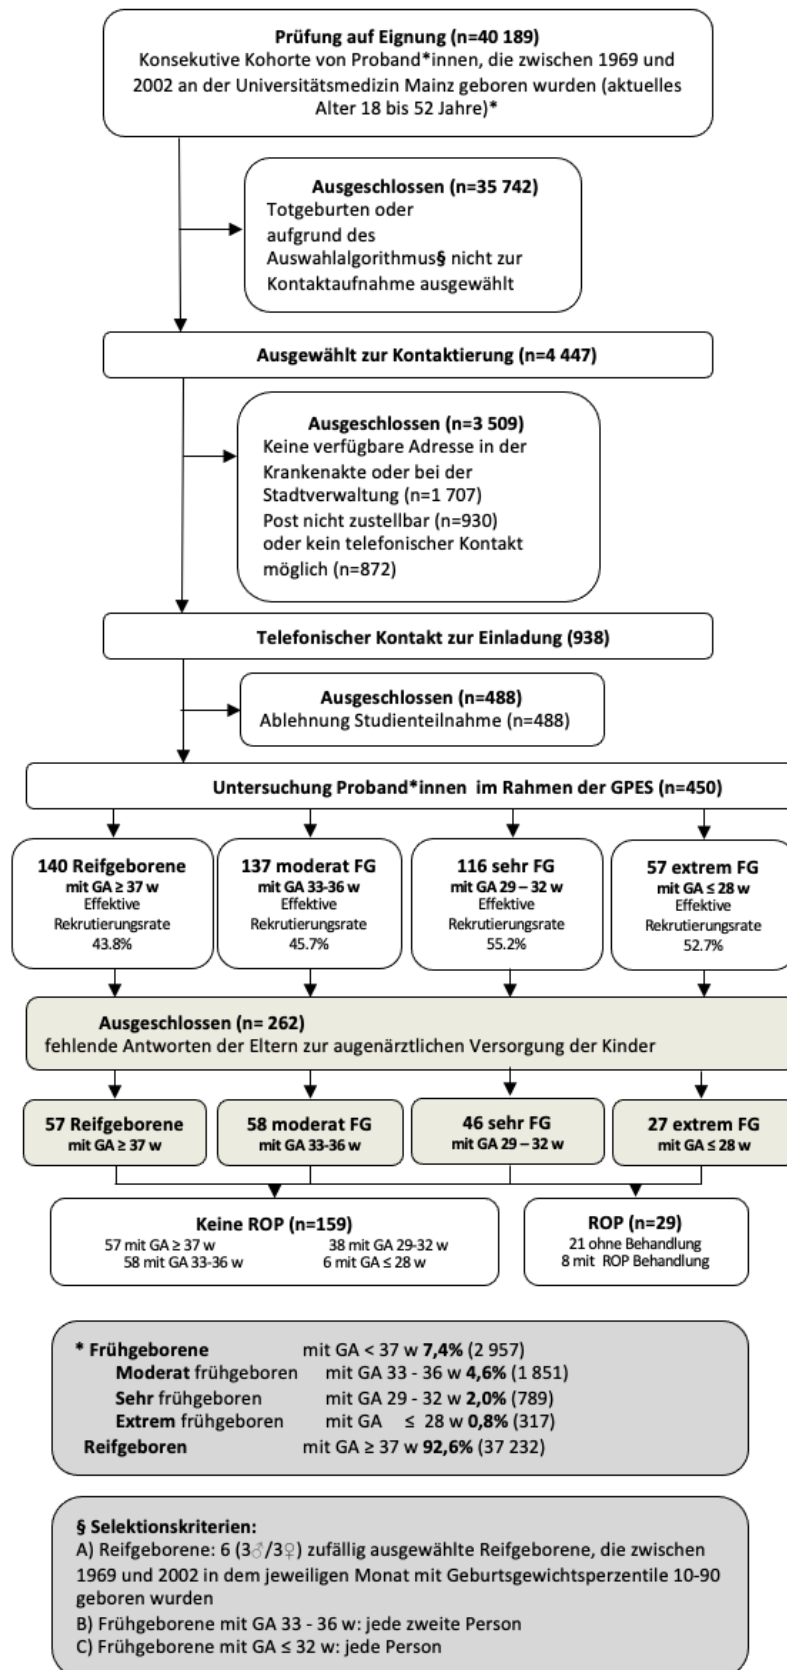 Prüfung auf Eignung (n=40 189)
Konsekutive Kohorte von Proband*innen, die zwischen 1969 und
2002 an der Universitätsmedizin Mainz geboren wurden (aktuelles
Alter 18 bis 52 Jahre)*
Ausgeschlossen (n=35 742)
Totgeburten oder
aufgrund des
Auswahlalgorithmus§ nicht zur
Kontaktaufnahme ausgewählt
Ausgewählt zur Kontaktierung (n=4 447)
Ausgeschlossen (n=3 509)
Keine verfügbare Adresse in der
Krankenakte oder bei der
Stadtverwaltung (n=1 707)
Post nicht zustellbar (n=930)
oder kein telefonischer Kontakt
möglich (n=872)
Telefonischer Kontakt zur Einladung (938)
Ausgeschlossen (n=488)
Ablehnung Studienteilnahme (n=488)
Untersuchung Proband*innen im Rahmen der GPES (n=450)
140 Reifgeborene
mit GA ≥ 37 w
Effektive
Rekrutierungsrate
43.8%
137 moderat FG
mit GA 33-36 w
Effektive
Rekrutierungsrate
45.7%
116 sehr FG
mit GA 29 – 32 w
Effektive
Rekrutierungsrate
55.2%
57 extrem FG
mit GA ≤ 28 w
Effektive
Rekrutierungsrate
52.7%
Ausgeschlossen (n= 262)
fehlende Antworten der Eltern zur augenärztlichen Versorgung der Kinder
57 Reifgeborene
mit GA ≥ 37 w
58 moderat FG
mit GA 33-36 w
46 sehr FG
mit GA 29 – 32 w
27 extrem FG
mit GA ≤ 28 w
Keine ROP (n=159)
57 mit GA ≥ 37 w 38 mit GA 29-32 w
58 mit GA 33-36 w 6 mit GA ≤ 28 w
ROP (n=29)
21 ohne Behandlung
8 mit ROP Behandlung
* Frühgeborene mit GA < 37 w 7,4% (2 957)
Moderat frühgeboren mit GA 33 - 36 w 4,6% (1 851)
Sehr frühgeboren mit GA 29 - 32 w 2,0% (789)
Extrem frühgeboren mit GA ≤ 28 w 0,8% (317)
Reifgeboren mit GA ≥ 37 w 92,6% (37 232)
§ Selektionskriterien:
A) Reifgeborene: 6 (3♂/3♀) zufällig ausgewählte Reifgeborene, die zwischen
1969 und 2002 in dem jeweiligen Monat mit Geburtsgewichtsperzentile 10-90
geboren wurden
B) Frühgeborene mit GA 33 - 36 w: jede zweite Person
C) Frühgeborene mit GA ≤ 32 w: jede Person